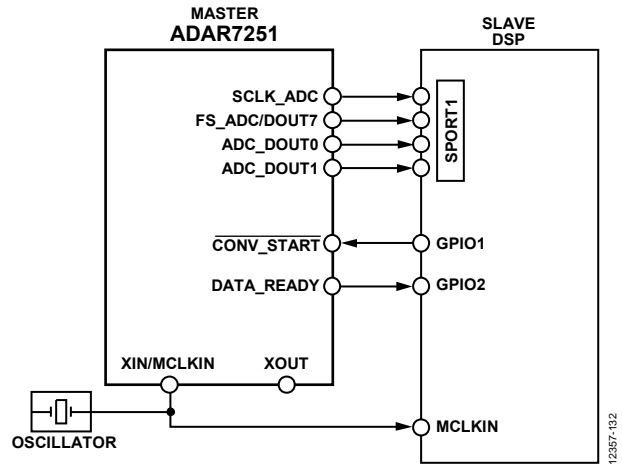 MASTER
ADAR7251
SLAVE
DSP
SCLK_ADC
FS_ADC/DOUT7
ADC_DOUT0
ADC_DOUT1
SPORT1
CONV_START
GPIO1
DATA_READY
GPIO2
XIN/MCLKIN
XOUT
OSCILLATOR
MCLKIN
12357-132